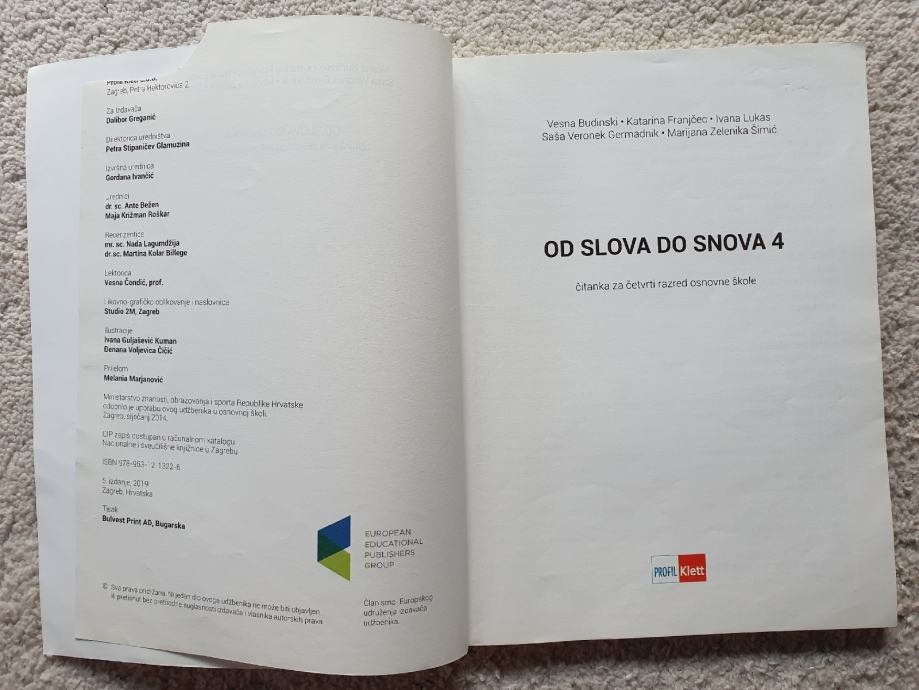 Zagreb, Petra Hektorovića 2
Za izdavača
Dalibor Greganić
Direktorica uredništva
Petra Stipaničev Glamuzina
Izvršna urednica
Gordana Ivančić
Urednici
dr. sc. Ante Bežen
Maja Križman Roškar
Recenzentice
mr. sc. Nada Lagumdžija
dr.sc. Martina Kolar Billege
Lektorica
Vesna Čondić, prof.
Likovno-grafičko oblikovanje i naslovnica
Studio 2M, Zagreb
Ilustracije
Ivana Guljašević Kuman
Đenana Voljevica Čičić
Prijelom
Melania Marjanović
Ministarstvo znanosti, obrazovanja i sporta Republike Hrvatske
odobrilo je uporabu ovog udžbenika u osnovnoj školi.
Zagreb, siječanj 2014.
CIP zapis dostupan u računalnom katalogu
Nacionalne i sveučilišne knjižnice u Zagrebu
ISBN 978-953-12-1322-6
5. izdanje, 2019
Zagreb, Hrvatska
Tisak
Bulvest Print AD, Bugarska
EUROPEAN
EDUCATIONAL
PUBLISHERS
GROUP
© Sva prava pridržana. Nijedan dio ovoga udžbenika ne može biti objavljen
ili pretisnut bez prethodne suglasnosti izdavača i vlasnika autorskih prava
Član smo Europskog
udruženja izdavača
udžbenika.
Vesna Budinski • Katarina Franjčec • Ivana Lukas
Saša Veronek Germadnik • Marijana Zelenika Šimić
OD SLOVA DO SNOVA 4
čitanka za četvrti razred osnovne škole
PROFIL Klett